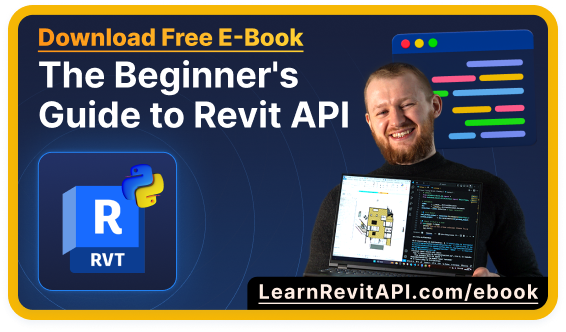 Download Free E-Book
The Beginner's
Guide to Revit API
R
RVT
LearnRevitAPI.com/ebook